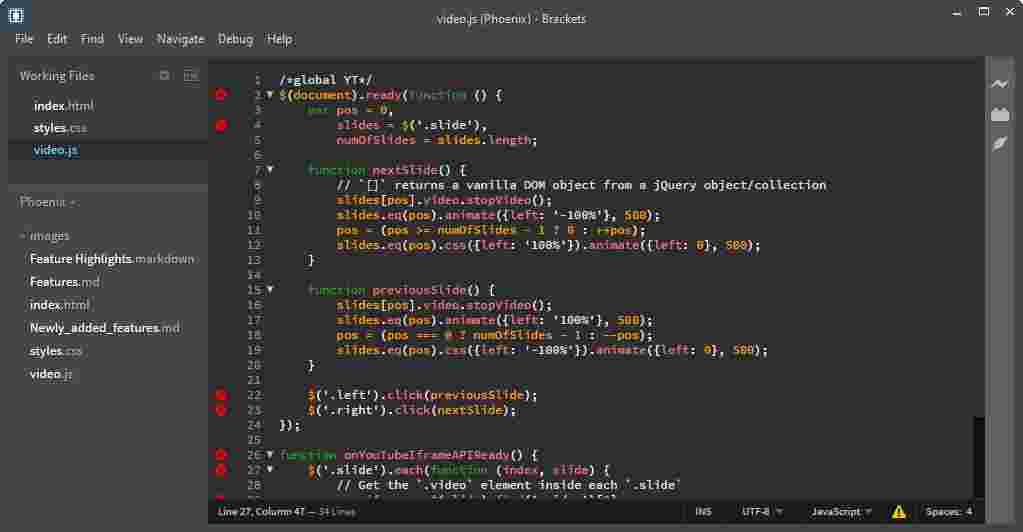 video.js (Phoenix) - Brackets
File Edit Find View Navigate Debug Help
Working Files
index.html
styles.css
video.js
Phoenix
images
Feature Highlights.markdown
Features.md
index.html
Newly_added_features.md
styles.css
video.js
1 /*global YT*/
2 $(document).ready(function () {
3 var pos = 0,
4 slides = $('.slide'),
5 numOfSlides = slides.length;
6
7 function nextSlide() {
8 // `[]` returns a vanilla DOM object from a jQuery object/collection
9 slides[pos].video.stopVideo();
10 slides.eq(pos).animate({left: '-100%'}, 500);
11 pos = (pos >= numOfSlides - 1 ? 0 : ++pos);
12 slides.eq(pos).css({left: '100%'}).animate({left: 0}, 500);
13 }
14
15 function previousSlide() {
16 slides[pos].video.stopVideo();
17 slides.eq(pos).animate({left: '100%'}, 500);
18 pos = (pos === 0 ? numOfSlides - 1 : --pos);
19 slides.eq(pos).css({left: '-100%'}).animate({left: 0}, 500);
20 }
21
22 $('.left').click(previousSlide);
23 $('.right').click(nextSlide);
24 });
25
26 function onYouTubeIframeAPIReady() {
27 $('.slide').each(function (index, slide) {
28 // Get the `.video` element inside each `.slide`
Line 27, Column 47 — 34 Lines
INS UTF-8 JavaScript Spaces: 4